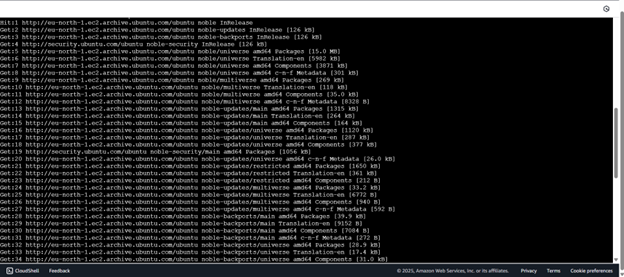 Hit:1 http://eu-north-1.ec2.archive.ubuntu.com/ubuntu noble InRelease
Get:2 http://eu-north-1.ec2.archive.ubuntu.com/ubuntu noble-updates InRelease [126 kB]
Get:3 http://eu-north-1.ec2.archive.ubuntu.com/ubuntu noble-backports InRelease [126 kB]
Get:4 http://security.ubuntu.com/ubuntu noble-security InRelease [126 kB]
Get:5 http://eu-north-1.ec2.archive.ubuntu.com/ubuntu noble/universe amd64 Packages [15.0 MB]
Get:6 http://eu-north-1.ec2.archive.ubuntu.com/ubuntu noble/universe Translation-en [5982 kB]
Get:7 http://eu-north-1.ec2.archive.ubuntu.com/ubuntu noble/universe amd64 Components [3871 kB]
Get:8 http://eu-north-1.ec2.archive.ubuntu.com/ubuntu noble/universe amd64 c-n-f Metadata [301 kB]
Get:9 http://eu-north-1.ec2.archive.ubuntu.com/ubuntu noble/multiverse amd64 Packages [269 kB]
Get:10 http://eu-north-1.ec2.archive.ubuntu.com/ubuntu noble/multiverse Translation-en [118 kB]
Get:11 http://eu-north-1.ec2.archive.ubuntu.com/ubuntu noble/multiverse amd64 Components [35.0 kB]
Get:12 http://eu-north-1.ec2.archive.ubuntu.com/ubuntu noble/multiverse amd64 c-n-f Metadata [8328 B]
Get:13 http://eu-north-1.ec2.archive.ubuntu.com/ubuntu noble-updates/main amd64 Packages [1315 kB]
Get:14 http://eu-north-1.ec2.archive.ubuntu.com/ubuntu noble-updates/main Translation-en [264 kB]
Get:15 http://eu-north-1.ec2.archive.ubuntu.com/ubuntu noble-updates/main amd64 Components [164 kB]
Get:16 http://eu-north-1.ec2.archive.ubuntu.com/ubuntu noble-updates/universe amd64 Packages [1120 kB]
Get:17 http://eu-north-1.ec2.archive.ubuntu.com/ubuntu noble-updates/universe Translation-en [287 kB]
Get:18 http://eu-north-1.ec2.archive.ubuntu.com/ubuntu noble-updates/universe amd64 Components [377 kB]
Get:19 http://security.ubuntu.com/ubuntu noble-security/main amd64 Packages [1056 kB]
Get:20 http://eu-north-1.ec2.archive.ubuntu.com/ubuntu noble-updates/universe amd64 c-n-f Metadata [26.0 kB]
Get:21 http://eu-north-1.ec2.archive.ubuntu.com/ubuntu noble-updates/restricted amd64 Packages [1650 kB]
Get:22 http://eu-north-1.ec2.archive.ubuntu.com/ubuntu noble-updates/restricted Translation-en [361 kB]
Get:23 http://eu-north-1.ec2.archive.ubuntu.com/ubuntu noble-updates/restricted amd64 Components [212 B]
Get:24 http://eu-north-1.ec2.archive.ubuntu.com/ubuntu noble-updates/multiverse amd64 Packages [33.2 kB]
Get:25 http://eu-north-1.ec2.archive.ubuntu.com/ubuntu noble-updates/multiverse Translation-en [6772 B]
Get:26 http://eu-north-1.ec2.archive.ubuntu.com/ubuntu noble-updates/multiverse amd64 Components [940 B]
Get:27 http://eu-north-1.ec2.archive.ubuntu.com/ubuntu noble-updates/multiverse amd64 c-n-f Metadata [592 B]
Get:28 http://eu-north-1.ec2.archive.ubuntu.com/ubuntu noble-backports/main amd64 Packages [39.9 kB]
Get:29 http://eu-north-1.ec2.archive.ubuntu.com/ubuntu noble-backports/main Translation-en [9152 B]
Get:30 http://eu-north-1.ec2.archive.ubuntu.com/ubuntu noble-backports/main amd64 Components [7084 B]
Get:31 http://eu-north-1.ec2.archive.ubuntu.com/ubuntu noble-backports/main amd64 c-n-f Metadata [272 B]
Get:32 http://eu-north-1.ec2.archive.ubuntu.com/ubuntu noble-backports/universe amd64 Packages [28.9 kB]
Get:33 http://eu-north-1.ec2.archive.ubuntu.com/ubuntu noble-backports/universe Translation-en [17.4 kB]
Get:34 http://eu-north-1.ec2.archive.ubuntu.com/ubuntu noble-backports/universe amd64 Components [31.0 kB]
CloudShell Feedback © 2025, Amazon Web Services, Inc. or its affiliates. Privacy Terms Cookie preferences